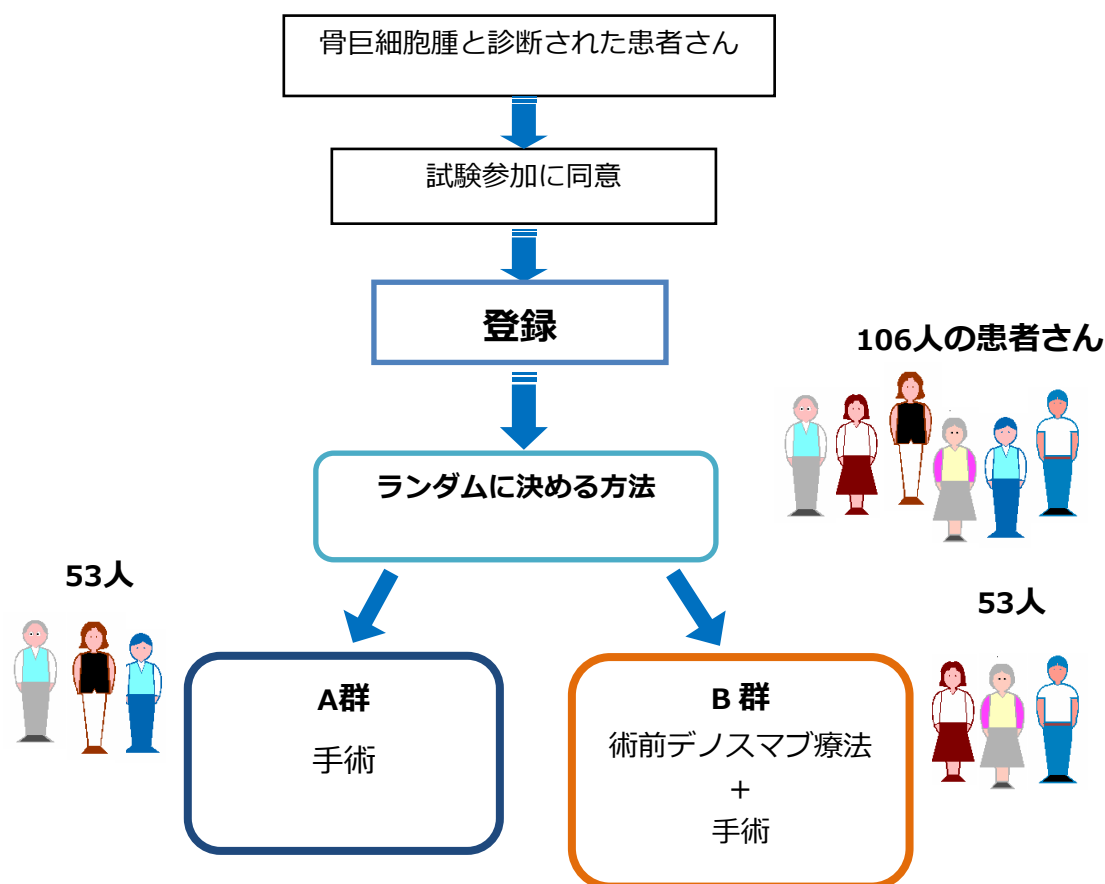 骨巨細胞腫と診断された患者さん
試験参加に同意
登録
106人の患者さん
ランダムに決める方法
53人
53人
A群
手術
B 群
術前デノスマブ療法
+
手術